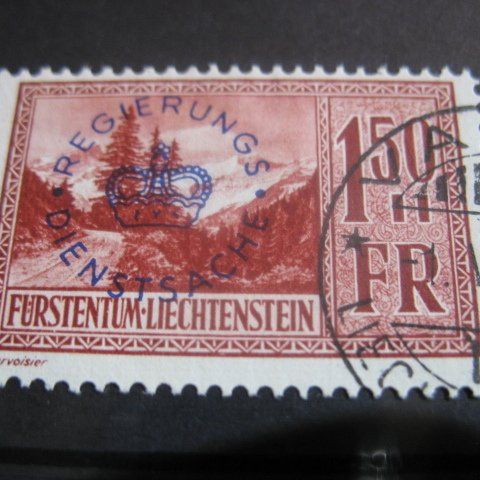 REGIERUNGS
DIENSTSACHE
1.50
FR
FÜRSTENTUM·LIECHTENSTEIN